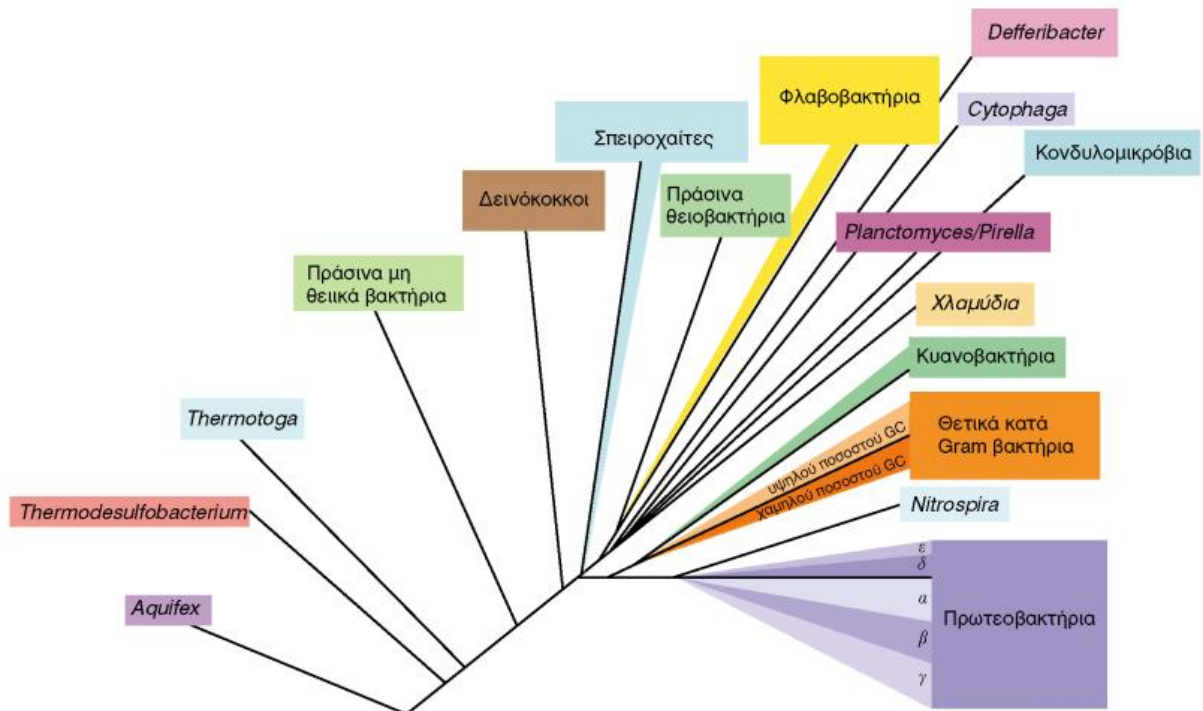 Defferibacter
Φλαβοβακτήρια
Cytophaga
Σπειροχαίτες
Κονδυλομικρόβια
Δεινόκοκκοι
Πράσινα
θειοβακτήρια
Planctomyces/Pirella
Πράσινα μη
θειικά βακτήρια
Χλαμύδια
Κυανοβακτήρια
Thermotoga
υψηλού ποσοστού GC
χαμηλού ποσοστού GC
Θετικά κατά
Gram βακτήρια
Thermodesulfobacterium
Nitrospira
ε
δ
α
β
γ
Πρωτεοβακτήρια
Aquifex